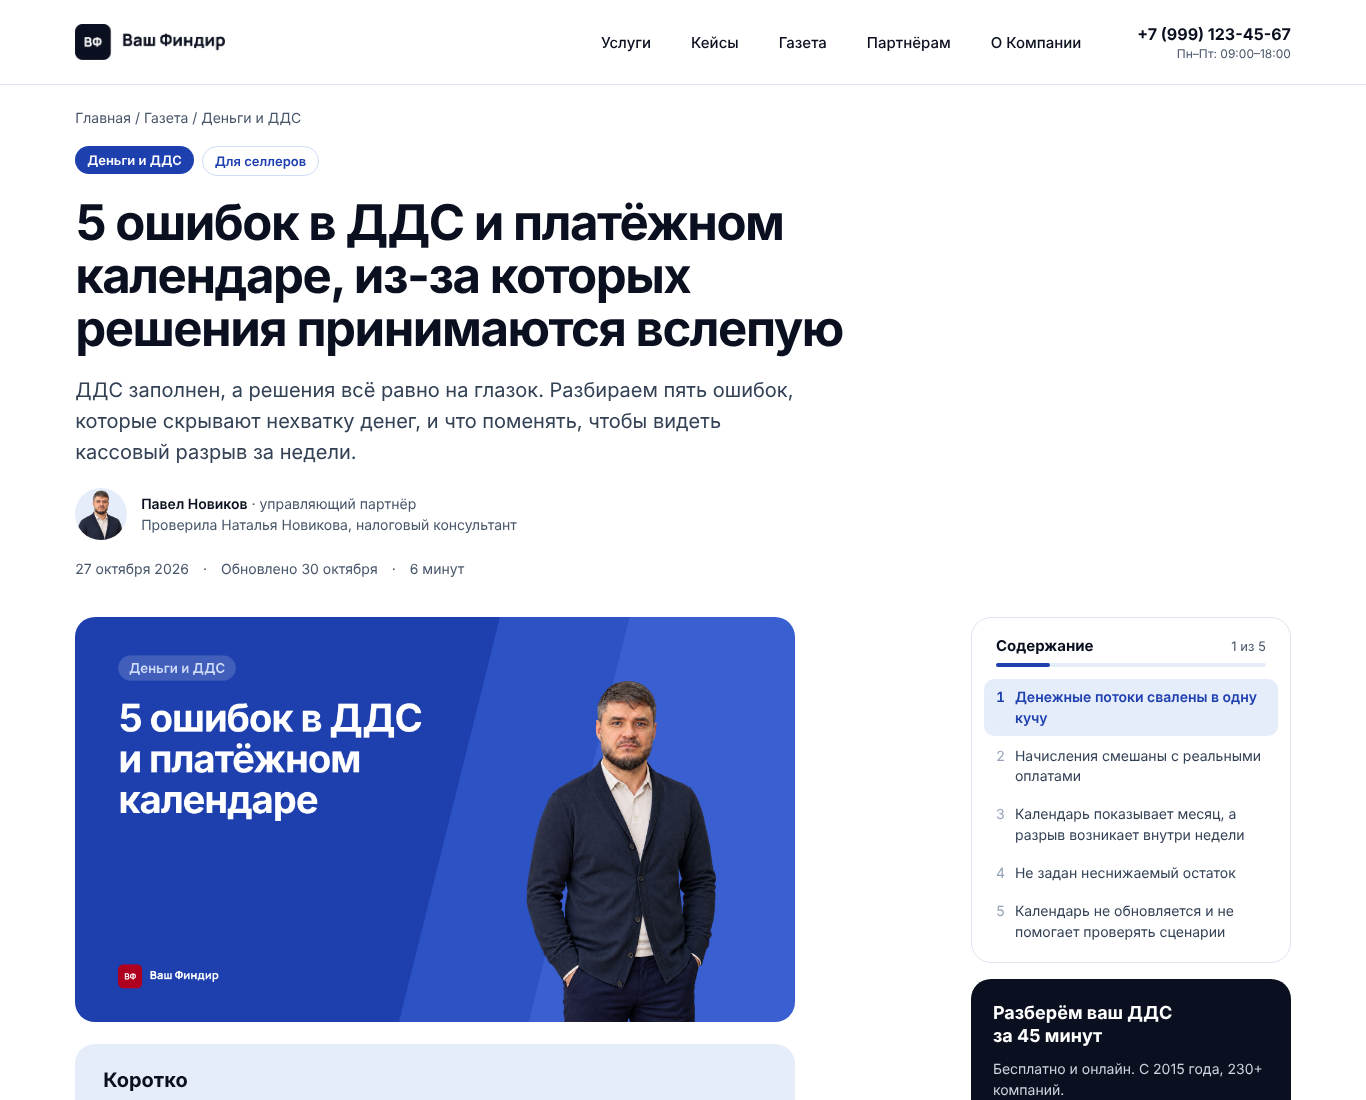 ВФ Ваш Финдир
Услуги Кейсы Газета Партнёрам О Компании
+7 (999) 123-45-67
Пн–Пт: 09:00–18:00
Главная / Газета / Деньги и ДДС
Деньги и ДДС Для селлеров
5 ошибок в ДДС и платёжном
календаре, из-за которых
решения принимаются вслепую
ДДС заполнен, а решения всё равно на глазок. Разбираем пять ошибок,
которые скрывают нехватку денег, и что поменять, чтобы видеть
кассовый разрыв за недели.
Павел Новиков · управляющий партнёр
Проверила Наталья Новикова, налоговый консультант
27 октября 2026 · Обновлено 30 октября · 6 минут
Деньги и ДДС
5 ошибок в ДДС
и платёжном
календаре
ВФ Ваш Финдир
Коротко
Содержание 1 из 5
1 Денежные потоки свалены в одну
кучу
2 Начисления смешаны с реальными
оплатами
3 Календарь показывает месяц, а
разрыв возникает внутри недели
4 Не задан неснижаемый остаток
5 Календарь не обновляется и не
помогает проверять сценарии
Разберём ваш ДДС
за 45 минут
Бесплатно и онлайн. С 2015 года, 230+
компаний.